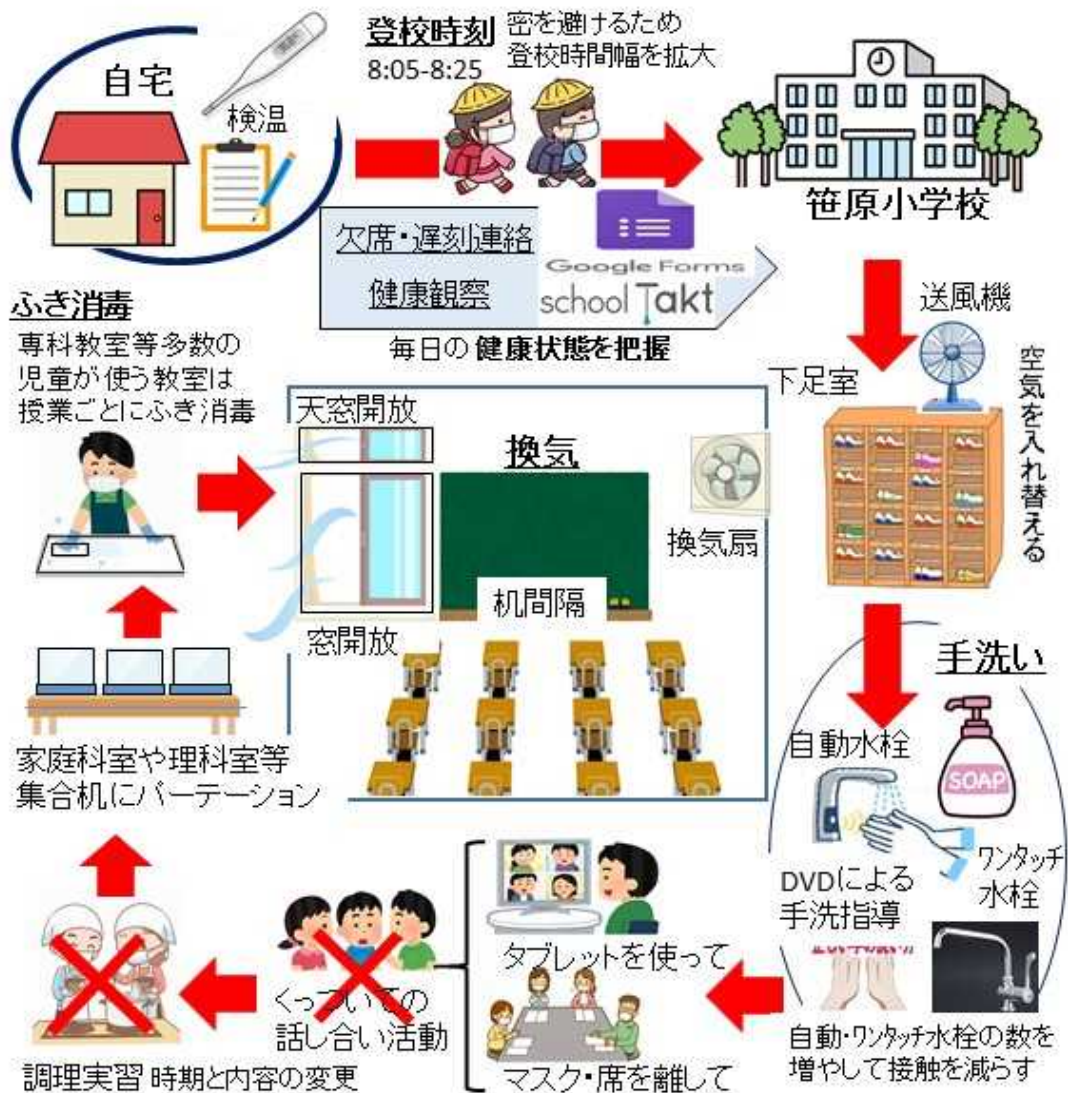 自宅
検温
登校時刻
8:05-8:25
密を避けるため
登校時間幅を拡大
笹原小学校
欠席・遅刻連絡
健康観察
Google Forms
school Takt
毎日の 健康状態を把握
送風機
下足室
空気を入れ替える
手洗い
自動水栓
SOAP
ワンタッチ
水栓
DVDによる
手洗指導
自動・ワンタッチ水栓の数を
増やして接触を減らす
タブレットを使って
マスク・席を離して
くっついての
話し合い活動
調理実習 時期と内容の変更
家庭科室や理科室等
集合机にパーテーション
ふき消毒
専科教室等多数の
児童が使う教室は
授業ごとにふき消毒
天窓開放
換気
換気扇
机間隔
窓開放